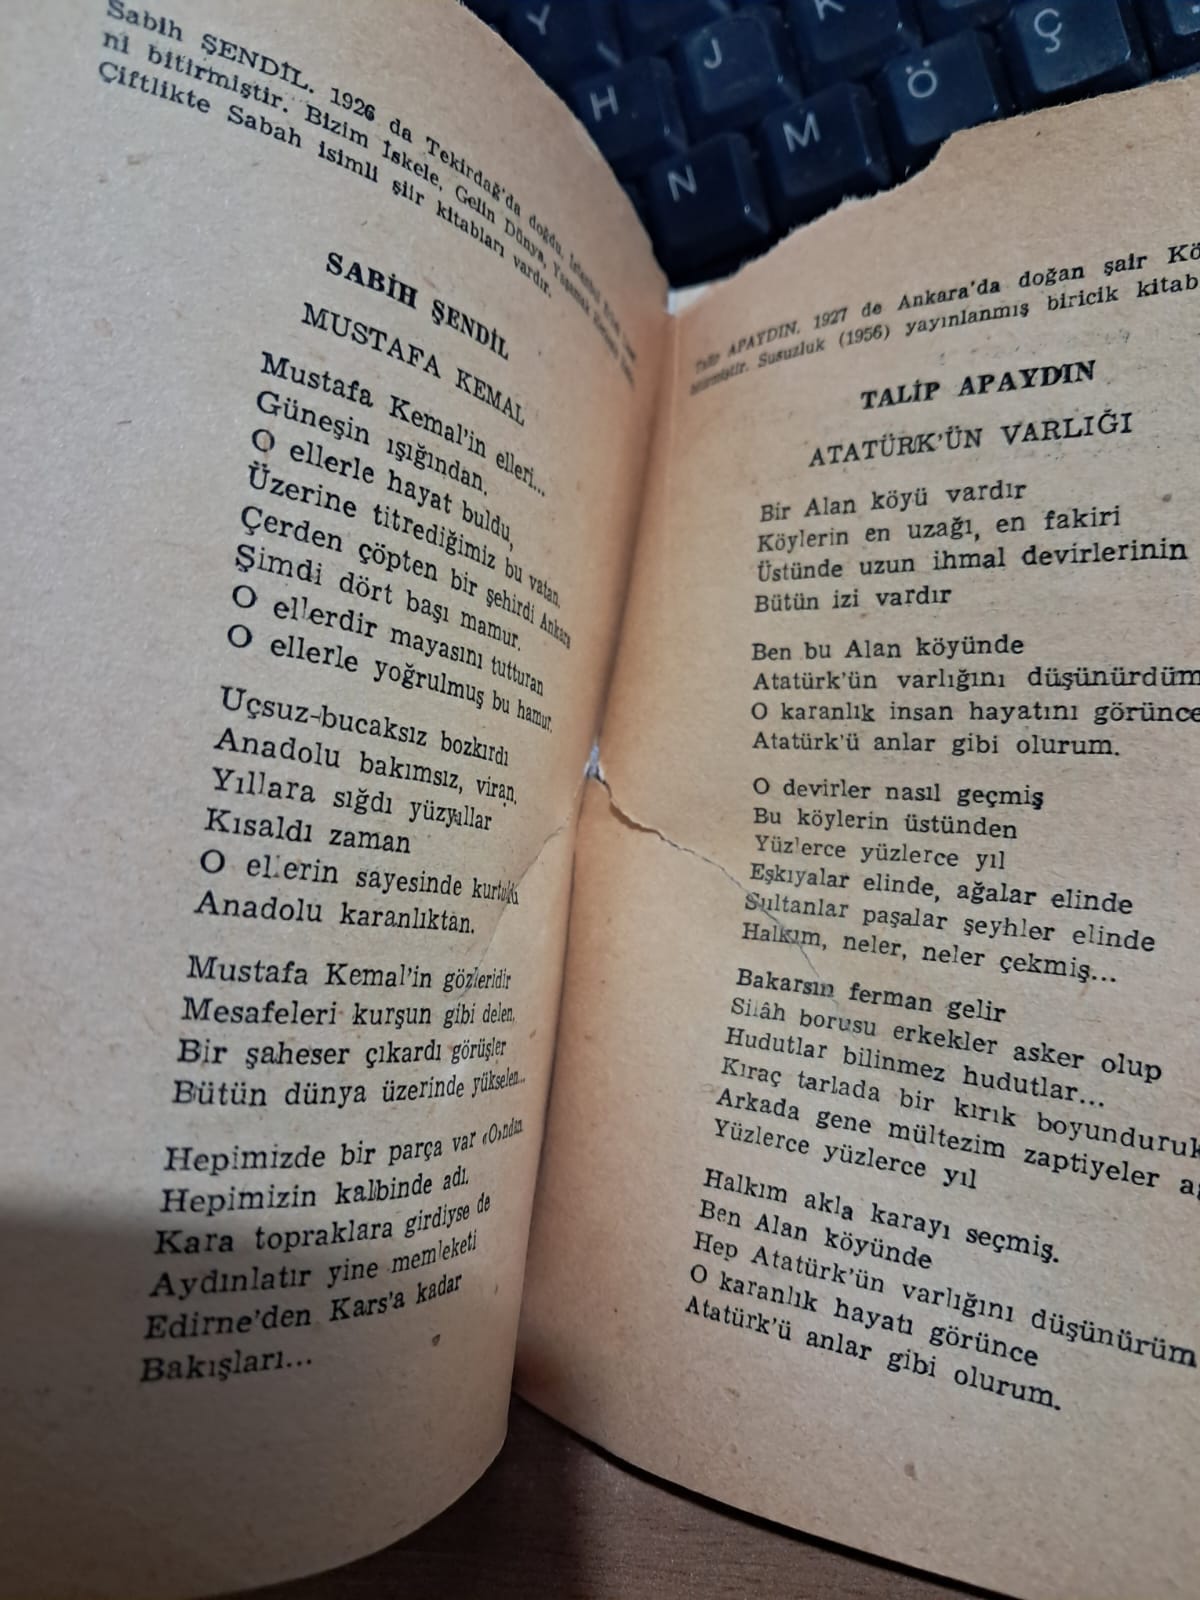 Sabih ŞENDİL. 1926 da Tekirdağ'da doğdu. İstanbul
ni bitirmiştir. Bizim İskele, Gelin Dünya, Yaşamak
Çiftlikte Sabah isimli şiir kitabları vardır.
SABİH ŞENDİL
MUSTAFA KEMAL
Mustafa Kemal'in elleri...
Güneşin ışığından.
O ellerle hayat buldu,
Üzerine titrediğimiz bu vatan.
Çerden çöpten bir şehirdi Ankara
Şimdi dört başı mamur.
O ellerdir mayasını tutturan
O ellerle yoğrulmuş bu hamur.
Uçsuz-bucaksız bozkırdı
Anadolu bakımsız, viran.
Yıllara sığdı yüzyıllar
Kısaldı zaman
O ellerin sayesinde kurtuldu
Anadolu karanlıktan.
Mustafa Kemal'in gözleridir
Mesafeleri kurşun gibi delen.
Bir şaheser çıkardı görüşler
Bütün dünya üzerinde yükselen...
Hepimizde bir parça var «O»ndan
Hepimizin kalbinde adı.
Kara topraklara girdiyse de
Aydınlatır yine memleketi
Edirne'den Kars'a kadar
Bakışları...
Talip APAYDIN. 1927 de Ankara'da doğan şair Kö
bitirmiştir. Susuzluk (1956) yayınlanmış biricik kitab
TALİP APAYDIN
ATATÜRK'ÜN VARLIĞI
Bir Alan köyü vardır
Köylerin en uzağı, en fakiri
Üstünde uzun ihmal devirlerinin
Bütün izi vardır
Ben bu Alan köyünde
Atatürk'ün varlığını düşünürdüm
O karanlık insan hayatını görünce
Atatürk'ü anlar gibi olurum.
O devirler nasıl geçmiş
Bu köylerin üstünden
Yüzlerce yüzlerce yıl
Eşkıyalar elinde, ağalar elinde
Sultanlar paşalar şeyhler elinde
Halkım, neler, neler çekmiş...
Bakarsın ferman gelir
Silâh borusu erkekler asker olup
Hudutlar bilinmez hudutlar...
Kıraç tarlada bir kırık boyunduruk
Arkada gene mültezim zaptiyeler
Yüzlerce yüzlerce yıl
Halkım akla karayı seçmiş.
Ben Alan köyünde
Hep Atatürk'ün varlığını düşünürüm
O karanlık hayatı görünce
Atatürk'ü anlar gibi olurum.
Y
J
K
Ç
H
M
Ö
N